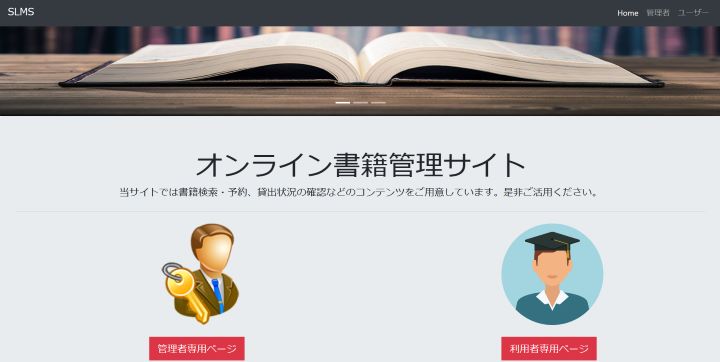 SLMS
Home 管理者 ユーザー
オンライン書籍管理サイト
当サイトでは書籍検索・予約、貸出状況の確認などのコンテンツをご用意しています。是非ご活用ください。
管理者専用ページ
利用者専用ページ